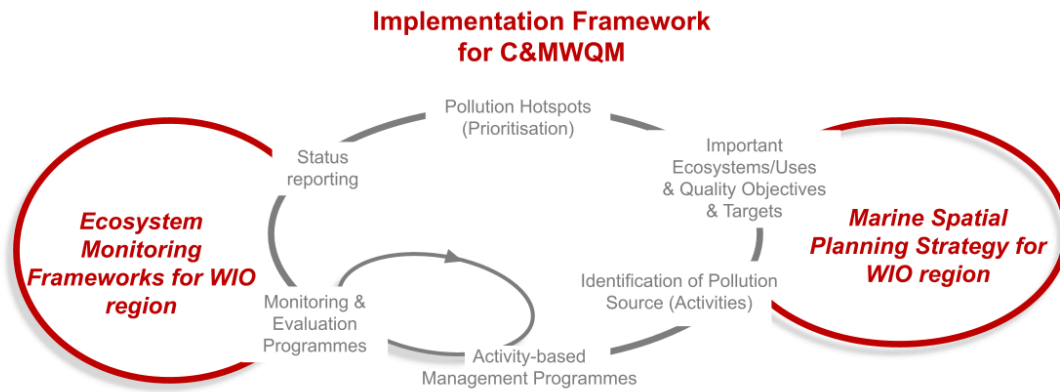 Implementation Framework
for C&MWQM
Pollution Hotspots
(Prioritisation)
Important
Ecosystems/Uses
& Quality Objectives
& Targets
Status
reporting
Ecosystem
Monitoring
Frameworks for WIO
region
Marine Spatial
Planning Strategy for
WIO region
Identification of Pollution
Source (Activities)
Monitoring &
Evaluation
Programmes
Activity-based
Management Programmes